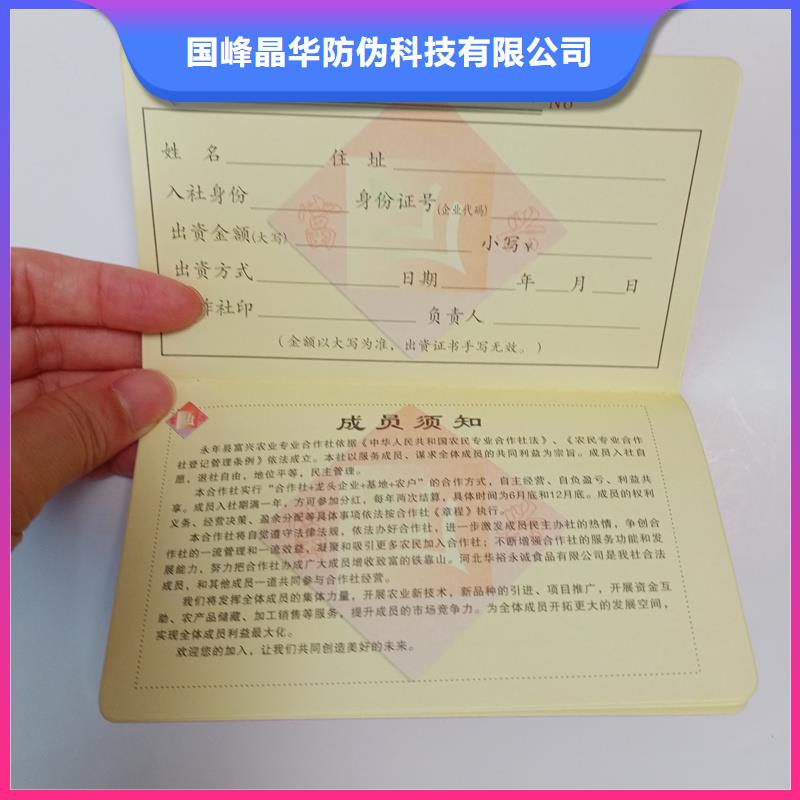 国峰晶华防伪科技有限公司
No
姓 名 住 址
入社身份 身份证号(企业代码)
出资金额(大写) 小写¥
出资方式 日期 年 月 日
社印 负责人
(金额以大写为准,出资证书手写无效。)
富 兴
成员须知
永年县富兴农业专业合作社依据《中华人民共和国农民专业合作社法》、《农民专业合作
社登记管理条例》依法成立。本社以服务成员、谋求全体成员的共同利益为宗旨。成员入社自
愿,退社自由,地位平等,民主管理。
本合作社实行“合作社+龙头企业+基地+农户”的合作方式,自主经营、自负盈亏、利益共
享。成员入社期满一年,方可参加分红,每年两次结算,具体时间为6月底和12月底。成员的权利
义务、经营决策、盈余分配等具体事项依法按合作社《章程》执行。
本合作社将自觉遵守法律法规,依法办好合作社,进一步激发成员民主办社的热情,争创合
作社的一流管理和一流效益,凝聚和吸引更多农民加入合作社;不断增强合作社的服务功能和发
展能力,努力把合作社办成广大成员增收致富的铁靠山。河北华裕永诚食品有限公司是我社合法
成员,和其他成员一道共同参与合作社经营。
我们将发挥全体成员的集体力量,开展农业新技术,新品种的引进、项目推广,开展资金互
助、农产品储藏、加工销售等服务,提升成员的市场竞争力。为全体成员开拓更大的发展空间,
实现全体成员利益最大化。
欢迎您的加入,让我们共同创造美好的未来。